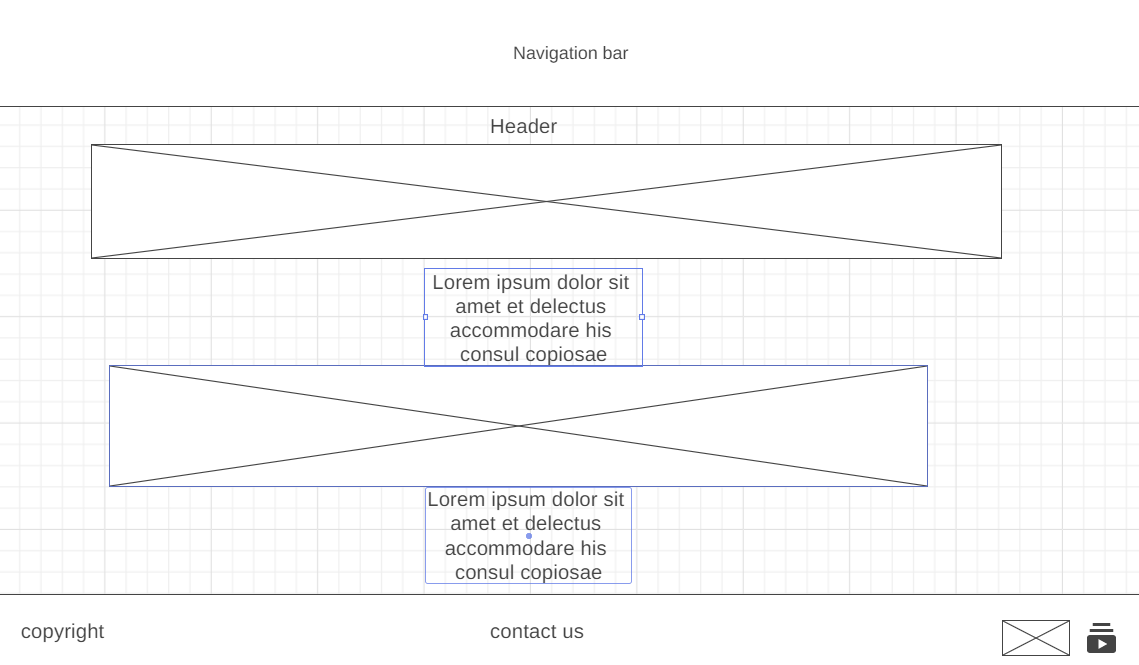 Navigation bar
Header
Lorem ipsum dolor sit
amet et delectus
accommodare his
consul copiosae
Lorem ipsum dolor sit
amet et delectus
accommodare his
consul copiosae
copyright
contact us